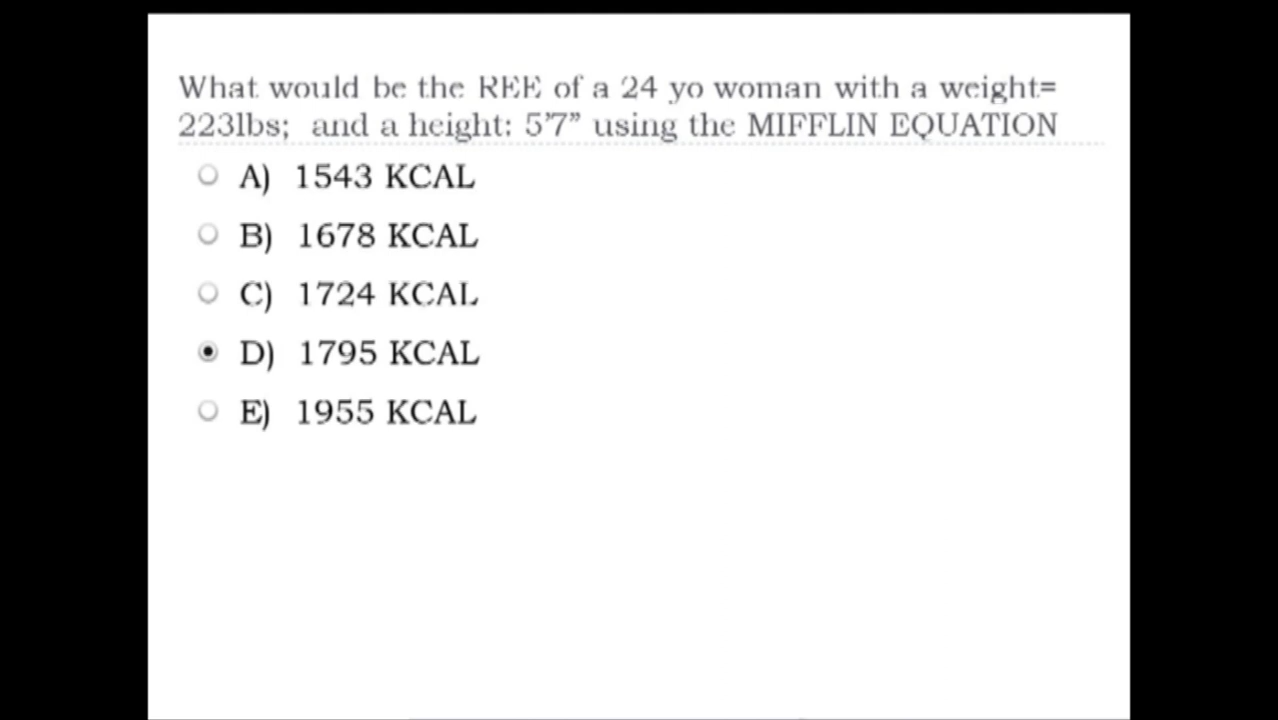 What would be the REE of a 24 yo woman with a weight=
223lbs; and a height: 5'7” using the MIFFLIN EQUATION
A) 1543 KCAL
B) 1678 KCAL
C) 1724 KCAL
D) 1795 KCAL
E) 1955 KCAL